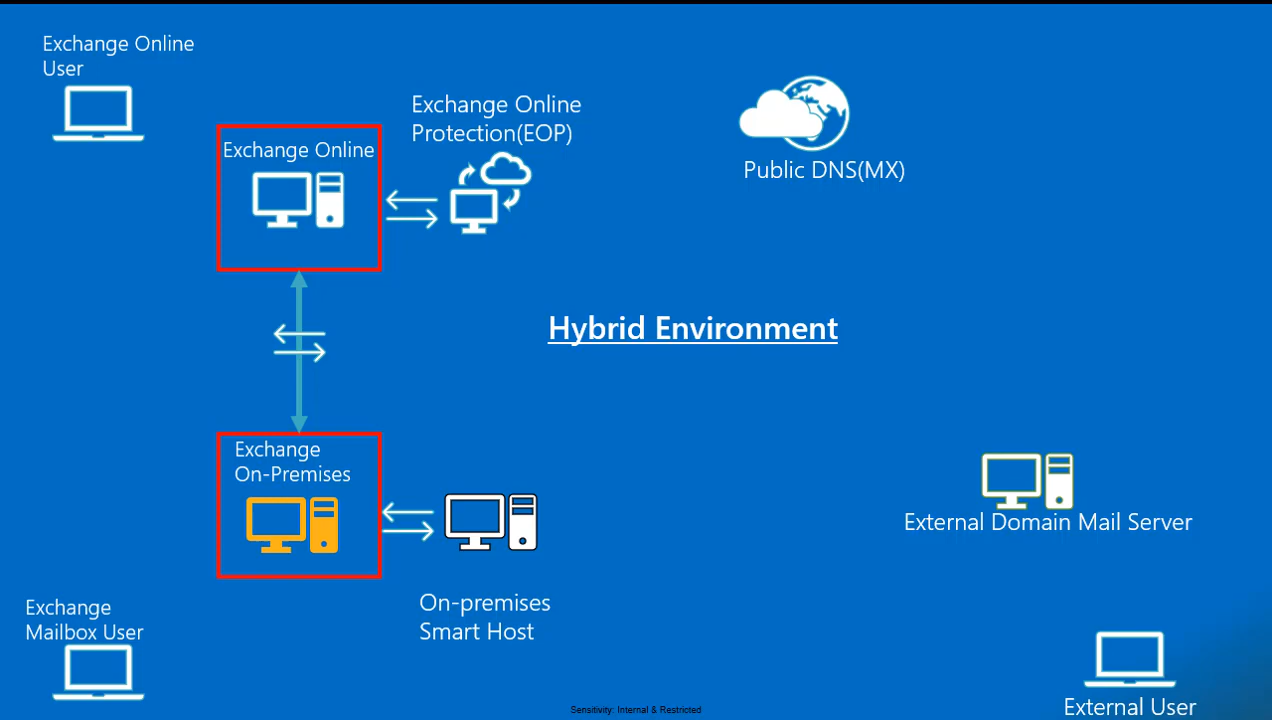 Exchange Online
User
Exchange Online
Protection(EOP)
Exchange Online
Public DNS(MX)
Hybrid Environment
Exchange
On-Premises
External Domain Mail Server
On-premises
Smart Host
Exchange
Mailbox User
External User
Sensitivity: Internal & Restricted